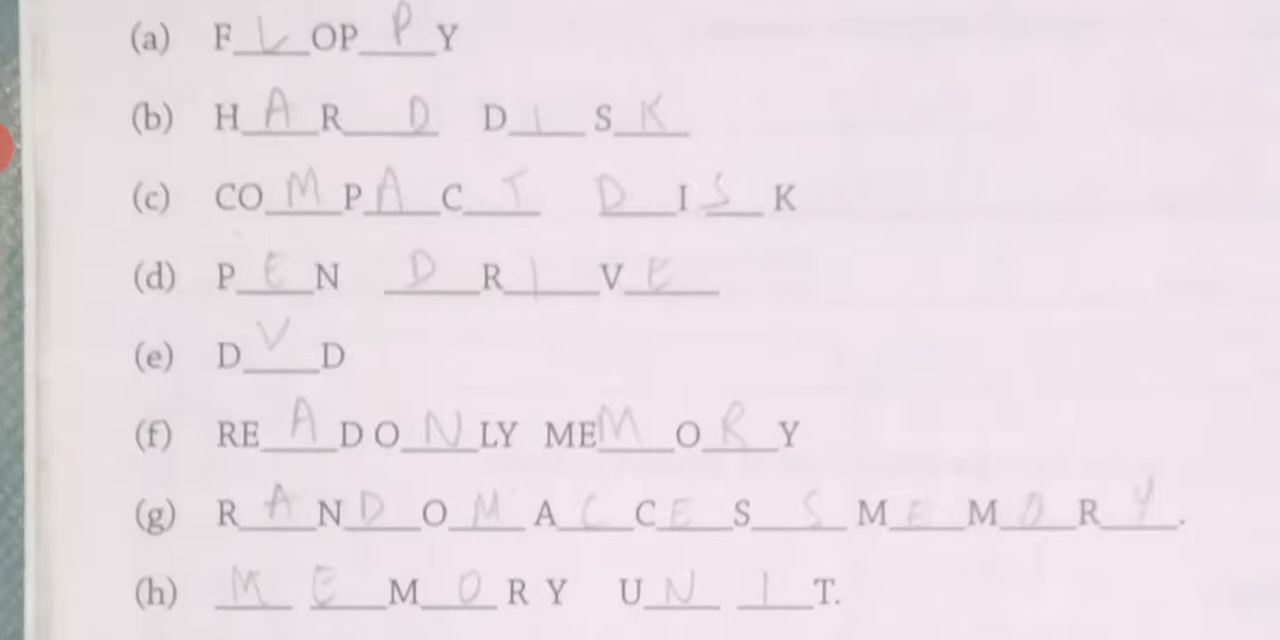 (a) FLOPPY
(b) HARD DISK
(c) COMPACT DISK
(d) PEN DRIVE
(e) DVD
(f) READ ONLY MEMORY
(g) RANDOM ACCESS MEMORY.
(h) MEMORY UNIT.